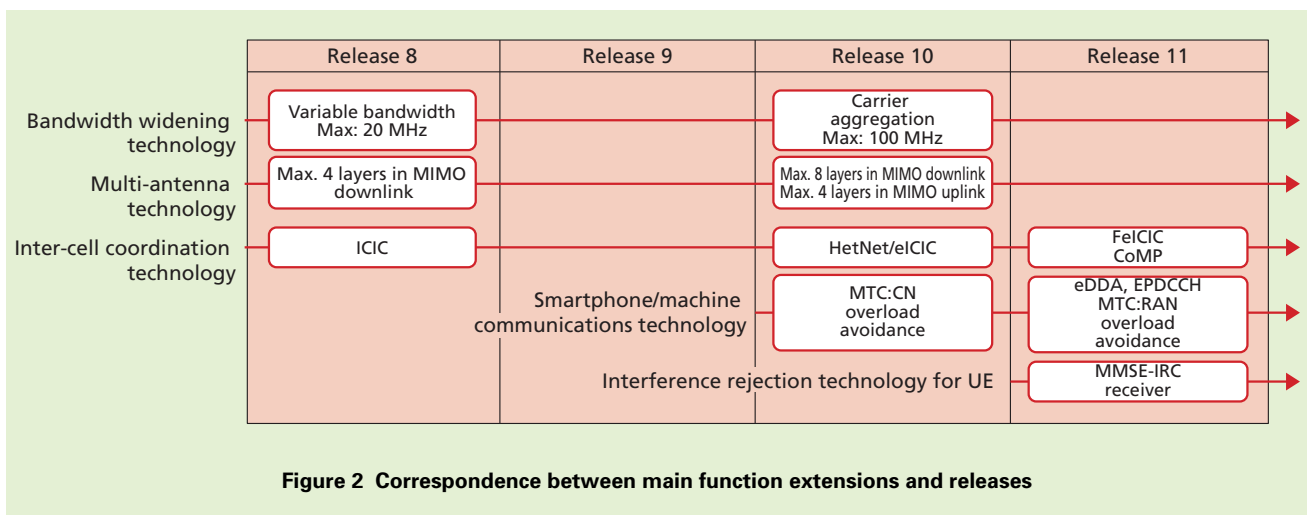 Release 8
Release 9
Release 10
Release 11
Bandwidth widening
technology
Variable bandwidth
Max: 20 MHz
Carrier
aggregation
Max: 100 MHz
Multi-antenna
technology
Max. 4 layers in MIMO
downlink
Max. 8 layers in MIMO downlink
Max. 4 layers in MIMO uplink
Inter-cell coordination
technology
ICIC
HetNet/eICIC
FeICIC
CoMP
Smartphone/machine
communications technology
MTC:CN
overload
avoidance
eDDA, EPDCCH
MTC:RAN
overload
avoidance
Interference rejection technology for UE
MMSE-IRC
receiver
Figure 2 Correspondence between main function extensions and releases